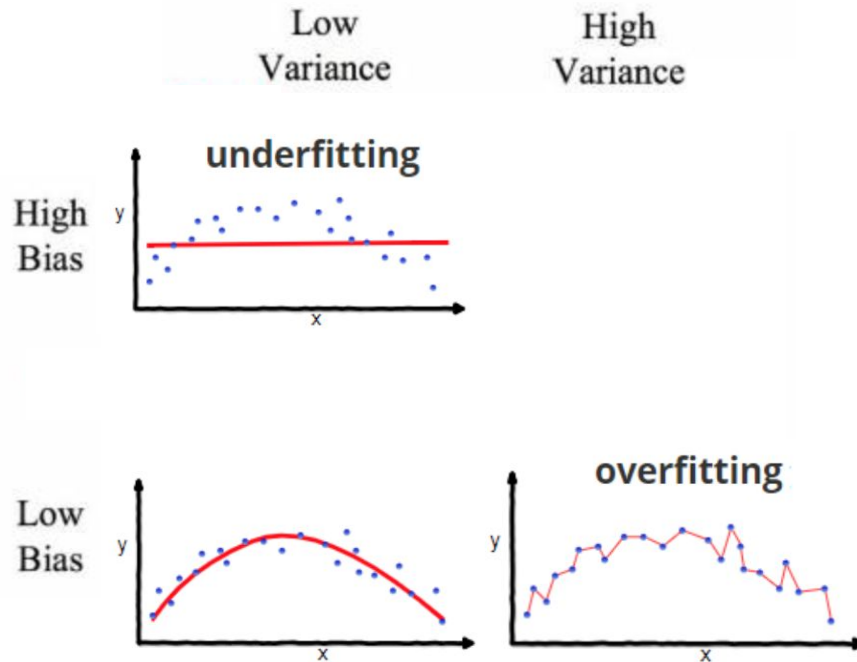 Low
Variance
High
Variance
underfitting
High
Bias
y
x
overfitting
Low
Bias
y
x
y
x